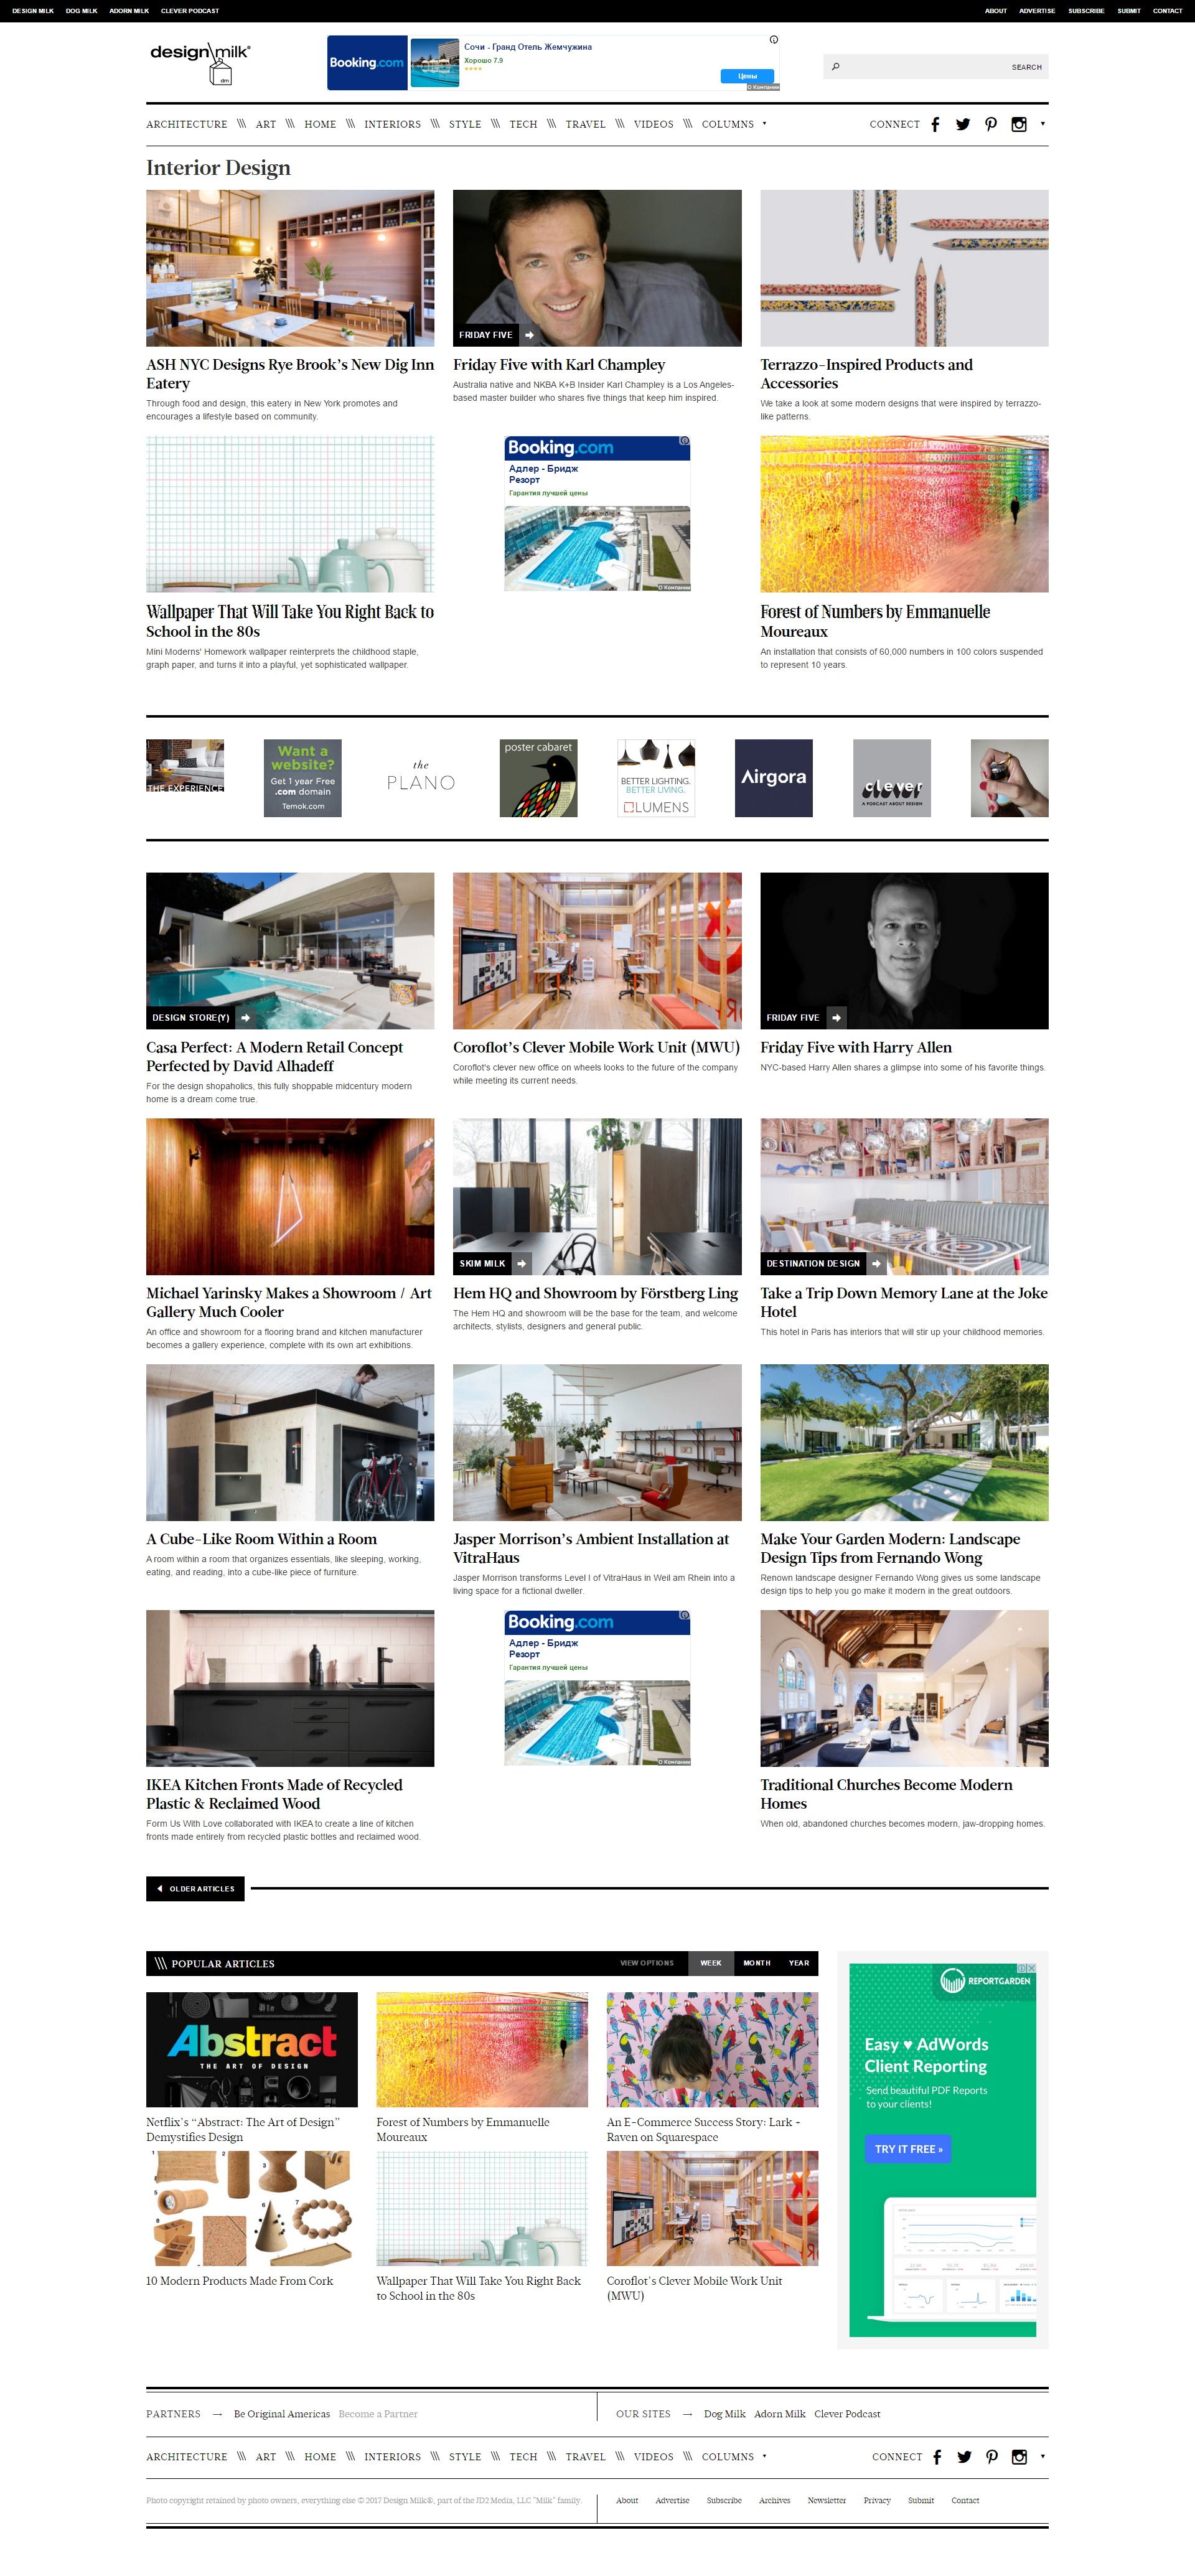 DESIGN MILK DOG MILK ADORN MILK CLEVER PODCAST
ABOUT ADVERTISE SUBSCRIBE SUBMIT CONTACT
design milk®
dm
Booking.com
Сочи - Гранд Отель Жемчужина
Хорошо 7.9
Цены
О Компании
SEARCH
ARCHITECTURE \\\ ART \\\ HOME \\\ INTERIORS \\\ STYLE \\\ TECH \\\ TRAVEL \\\ VIDEOS \\\ COLUMNS
CONNECT
Interior Design
FRIDAY FIVE
ASH NYC Designs Rye Brook's New Dig Inn
Eatery
Through food and design, this eatery in New York promotes and
encourages a lifestyle based on community.
Friday Five with Karl Champley
Australia native and NKBA K+B Insider Karl Champley is a Los Angeles-
based master builder who shares five things that keep him inspired.
Terrazzo-Inspired Products and
Accessories
We take a look at some modern designs that were inspired by terrazzo-
like patterns.
Booking.com
Адлер - Бридж
Резорт
Гарантия лучшей цены
О Компании
Wallpaper That Will Take You Right Back to
School in the 80s
Mini Moderns' Homework wallpaper reinterprets the childhood staple,
graph paper, and turns it into a playful, yet sophisticated wallpaper.
Forest of Numbers by Emmanuelle
Moureaux
An installation that consists of 60,000 numbers in 100 colors suspended
to represent 10 years.
THE EXPERIENCE
Want a
website?
Get 1 year Free
.com domain
Temok.com
the
PLANO
poster cabaret
BETTER LIGHTING.
BETTER LIVING.
LUMENS
Airgora
clever
A PODCAST ABOUT DESIGN
DESIGN STORE(Y)
FRIDAY FIVE
Casa Perfect: A Modern Retail Concept
Perfected by David Alhadeff
For the design shopaholics, this fully shoppable midcentury modern
home is a dream come true.
Coroflot's Clever Mobile Work Unit (MWU)
Coroflot's clever new office on wheels looks to the future of the company
while meeting its current needs.
Friday Five with Harry Allen
NYC-based Harry Allen shares a glimpse into some of his favorite things.
SKIM MILK
DESTINATION DESIGN
Michael Yarinsky Makes a Showroom / Art
Gallery Much Cooler
An office and showroom for a flooring brand and kitchen manufacturer
becomes a gallery experience, complete with its own art exhibitions.
Hem HQ and Showroom by Förstberg Ling
The Hem HQ and showroom will be the base for the team, and welcome
architects, stylists, designers and general public.
Take a Trip Down Memory Lane at the Joke
Hotel
This hotel in Paris has interiors that will stir up your childhood memories.
A Cube-Like Room Within a Room
A room within a room that organizes essentials, like sleeping, working,
eating, and reading, into a cube-like piece of furniture.
Jasper Morrison's Ambient Installation at
VitraHaus
Jasper Morrison transforms Level I of VitraHaus in Weil am Rhein into a
living space for a fictional dweller.
Make Your Garden Modern: Landscape
Design Tips from Fernando Wong
Renown landscape designer Fernando Wong gives us some landscape
design tips to help you go make it modern in the great outdoors.
Booking.com
Адлер - Бридж
Резорт
Гарантия лучшей цены
О Компании
IKEA Kitchen Fronts Made of Recycled
Plastic & Reclaimed Wood
Form Us With Love collaborated with IKEA to create a line of kitchen
fronts made entirely from recycled plastic bottles and reclaimed wood.
Traditional Churches Become Modern
Homes
When old, abandoned churches becomes modern, jaw-dropping homes.
OLDER ARTICLES
\\\ POPULAR ARTICLES
VIEW OPTIONS WEEK MONTH YEAR
Abstract
THE ART OF DESIGN
Netflix's “Abstract: The Art of Design”
Demystifies Design
Forest of Numbers by Emmanuelle
Moureaux
An E-Commerce Success Story: Lark +
Raven on Squarespace
10 Modern Products Made From Cork
Wallpaper That Will Take You Right Back
to School in the 80s
Coroflot's Clever Mobile Work Unit
(MWU)
REPORTGARDEN
Easy ♥ AdWords
Client Reporting
Send beautiful PDF Reports
to your clients!
TRY IT FREE »
PARTNERS → Be Original Americas Become a Partner
OUR SITES → Dog Milk Adorn Milk Clever Podcast
ARCHITECTURE \\\ ART \\\ HOME \\\ INTERIORS \\\ STYLE \\\ TECH \\\ TRAVEL \\\ VIDEOS \\\ COLUMNS
CONNECT
Photo copyright retained by photo owners, everything else © 2017 Design Milk®, part of the JD2 Media, LLC "Milk" family.
About Advertise Subscribe Archives Newsletter Privacy Submit Contact